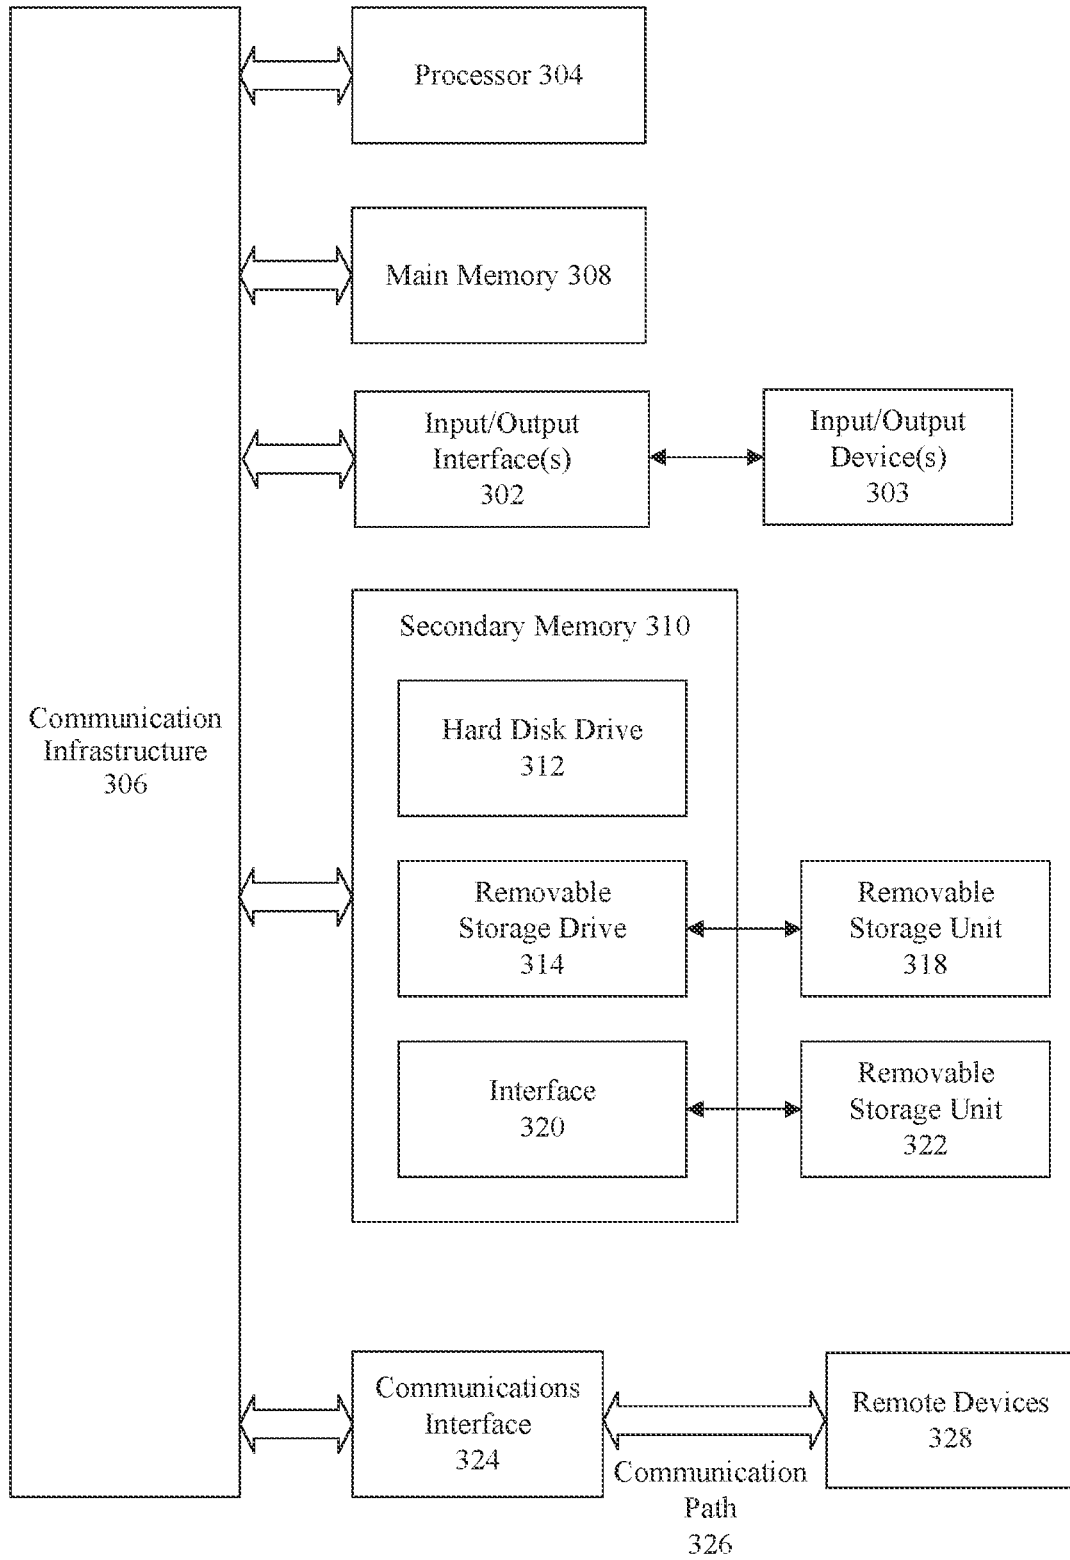 Processor 304
Main Memory 308
Input/Output
Interface(s)
302
Input/Output
Device(s)
303
Secondary Memory 310
Hard Disk Drive
312
Communication
Infrastructure
306
Removable
Storage Drive
314
Removable
Storage Unit
318
Interface
320
Removable
Storage Unit
322
Communications
Interface
324
Communication
Path
326
Remote Devices
328